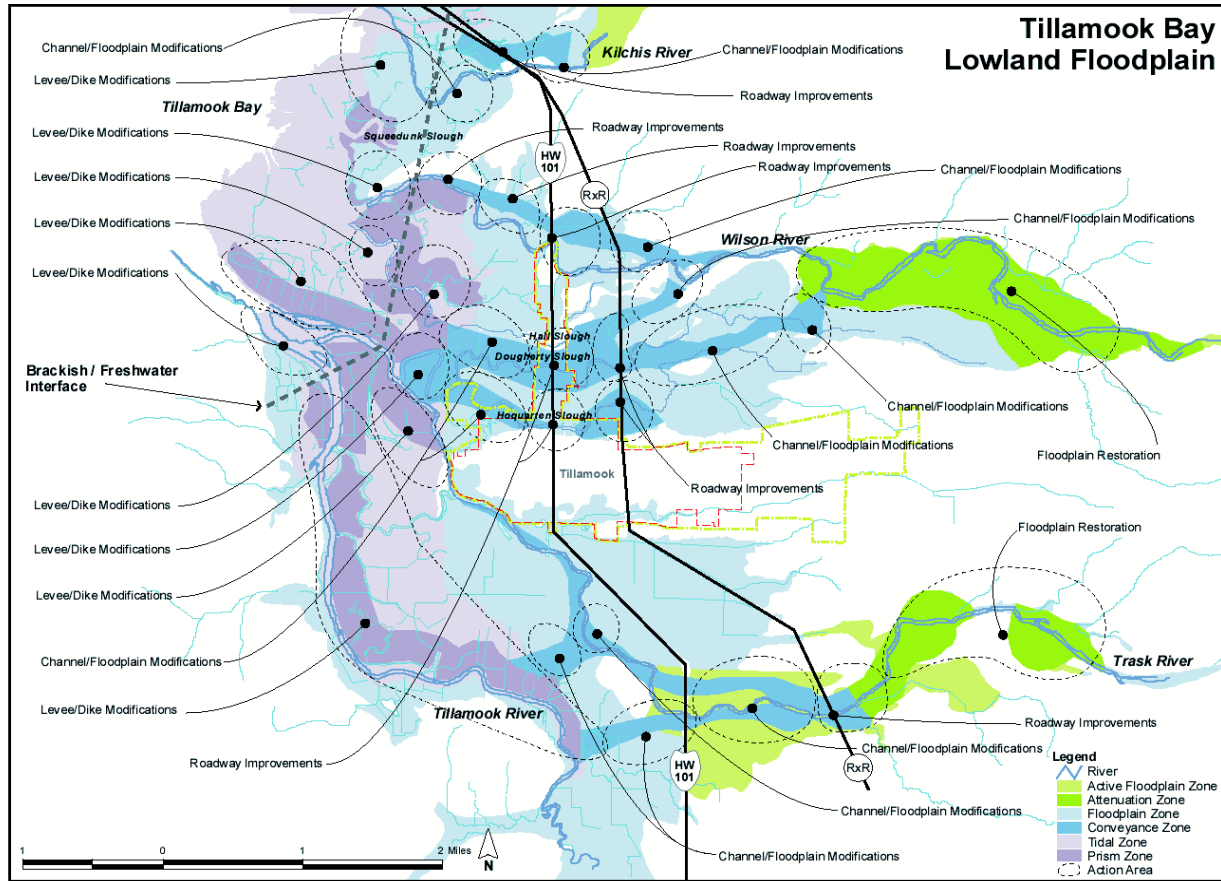 Tillamook Bay
Lowland Floodplain
Channel/Floodplain Modifications
Kilchis River
Channel/Floodplain Modifications
Levee/Dike Modifications
Roadway Improvements
Tillamook Bay
Levee/Dike Modifications
Squeedunk Slough
Roadway Improvements
Roadway Improvements
Roadway Improvements
HW
101
Channel/Floodplain Modifications
Levee/Dike Modifications
RxR
Channel/Floodplain Modifications
Levee/Dike Modifications
Wilson River
Levee/Dike Modifications
Hall Slough
Dougherty Slough
Brackish / Freshwater
Interface
Hoquarten Slough
Channel/Floodplain Modifications
Channel/Floodplain Modifications
Floodplain Restoration
Tillamook
Roadway Improvements
Levee/Dike Modifications
Floodplain Restoration
Levee/Dike Modifications
Levee/Dike Modifications
Channel/Floodplain Modifications
Trask River
Levee/Dike Modifications
Tillamook River
Roadway Improvements
Channel/Floodplain Modifications
Roadway Improvements
HW
101
RxR
Channel/Floodplain Modifications
Channel/Floodplain Modifications
Legend
River
Active Floodplain Zone
Attenuation Zone
Floodplain Zone
Conveyance Zone
Tidal Zone
Prism Zone
Action Area
1 0 1 2 Miles
N